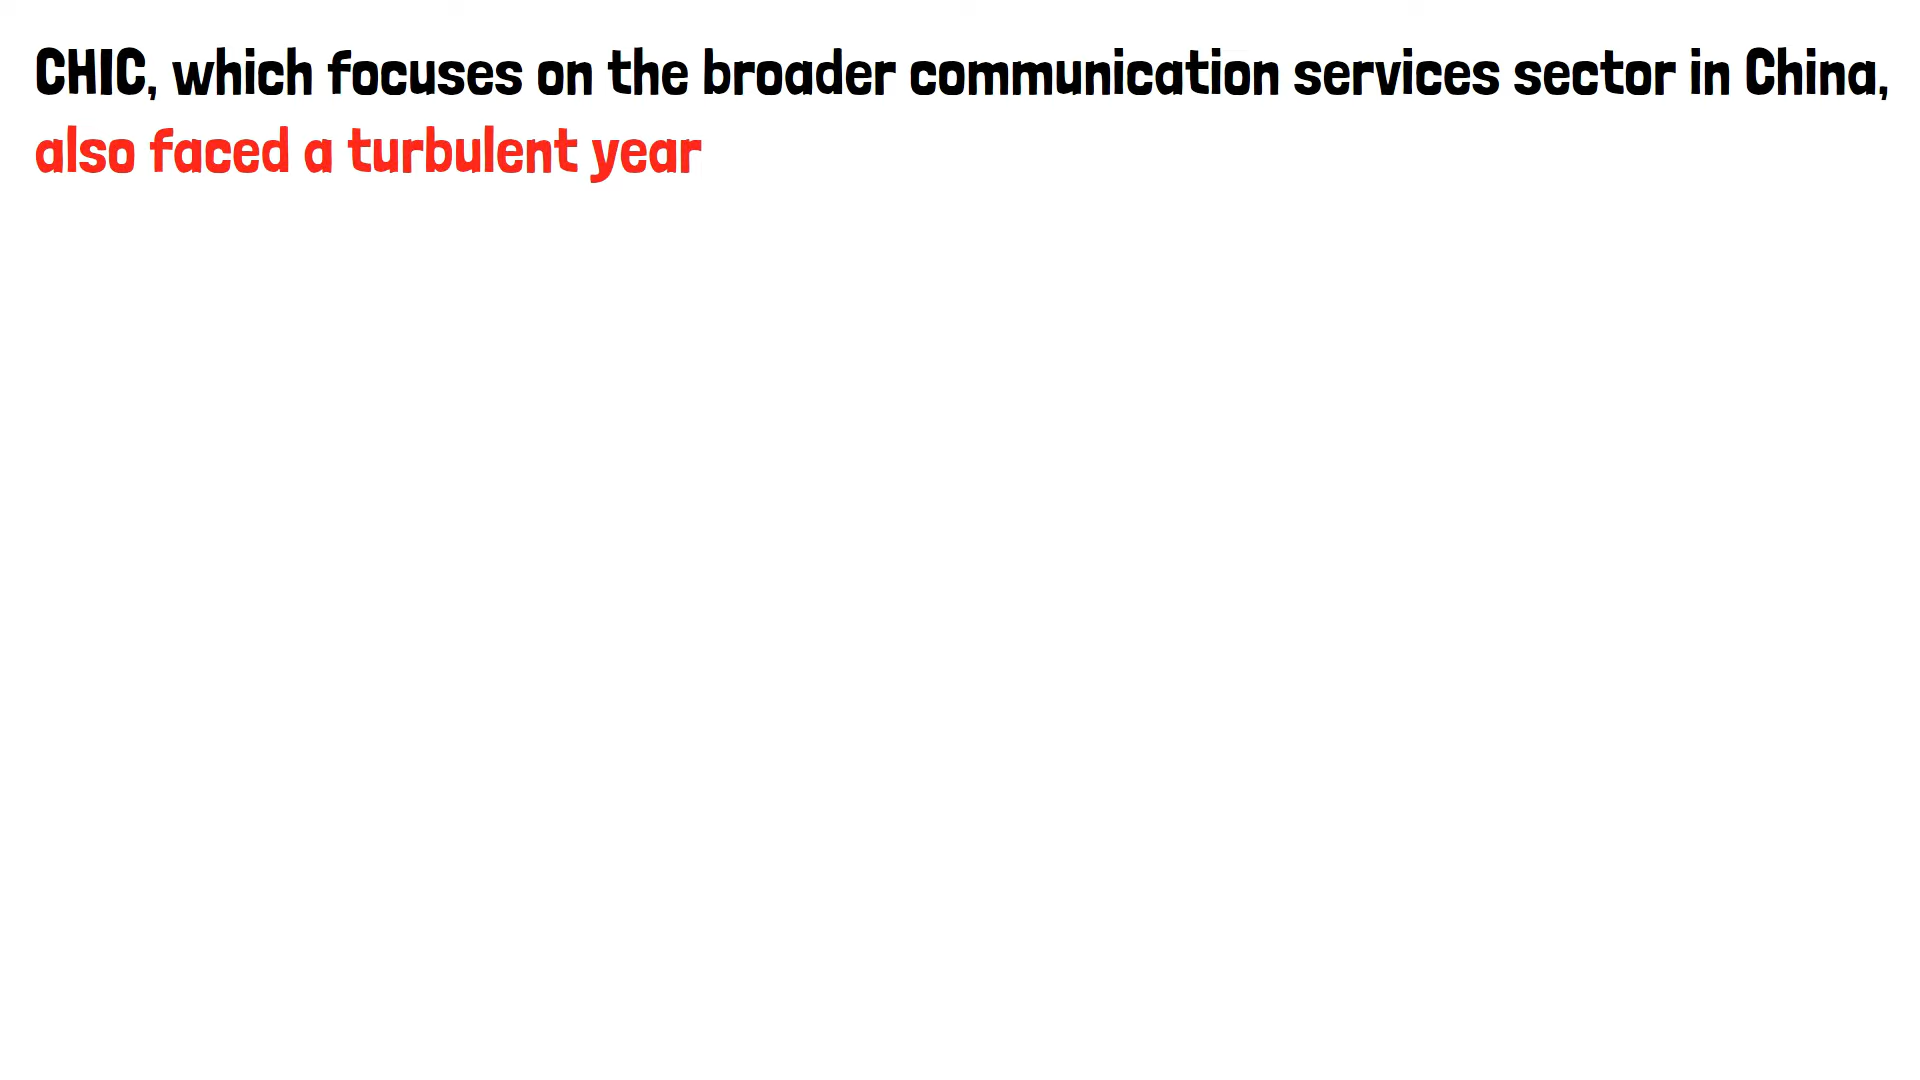 CHIC, which focuses on the broader communication services sector in China,
also faced a turbulent year